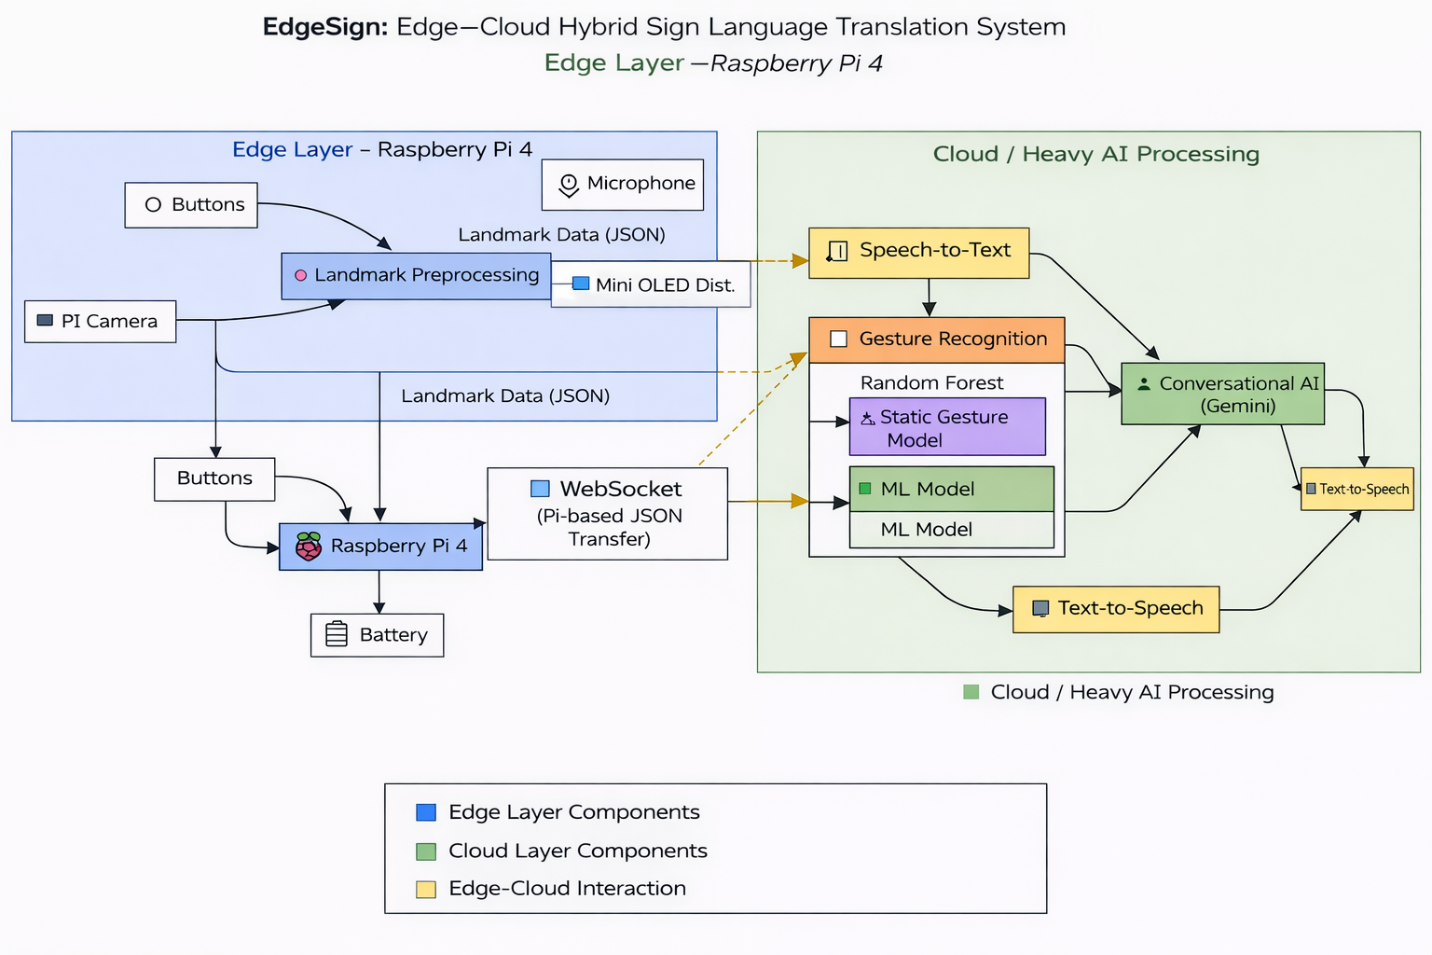 EdgeSign: Edge–Cloud Hybrid Sign Language Translation System
Edge Layer –Raspberry Pi 4
Edge Layer – Raspberry Pi 4
Microphone
Buttons
Landmark Data (JSON)
Landmark Preprocessing
Mini OLED Dist.
PI Camera
Landmark Data (JSON)
Buttons
Raspberry Pi 4
Battery
WebSocket
(Pi-based JSON
Transfer)
Cloud / Heavy AI Processing
Speech-to-Text
Gesture Recognition
Random Forest
Static Gesture
Model
ML Model
ML Model
Conversational AI
(Gemini)
Text-to-Speech
Text-to-Speech
Cloud / Heavy AI Processing
Edge Layer Components
Cloud Layer Components
Edge-Cloud Interaction